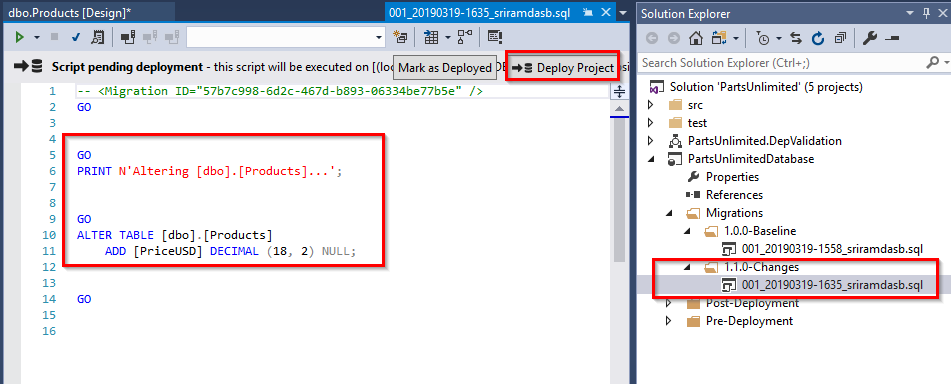 dbo.Products [Design]*
001_20190319-1635_sriramdasb.sql
Script pending deployment - this script will be executed on [(loc
Mark as Deployed
DE
Deploy Project
1 -- <Migration ID="57b7c998-6d2c-467d-b893-06334be77b5e" />
2 GO
3
4
5 GO
6 PRINT N'Altering [dbo].[Products]...';
7
8
9 GO
10 ALTER TABLE [dbo].[Products]
11 ADD [PriceUSD] DECIMAL (18, 2) NULL;
12
13
14 GO
15
16
Solution Explorer
Search Solution Explorer (Ctrl+;)
Solution 'PartsUnlimited' (5 projects)
src
test
PartsUnlimited.DepValidation
PartsUnlimitedDatabase
Properties
References
Migrations
1.0.0-Baseline
001_20190319-1558_sriramdasb.sql
1.1.0-Changes
001_20190319-1635_sriramdasb.sql
Post-Deployment
Pre-Deployment